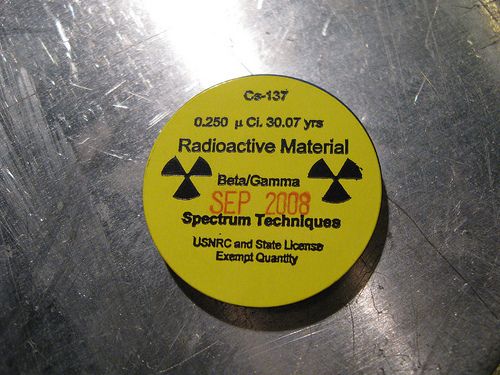 Cs-137
0.250 μ Ci. 30.07 yrs
Radioactive Material
Beta/Gamma
SEP 2008
Spectrum Techniques
USNRC and State License
Exempt Quantity